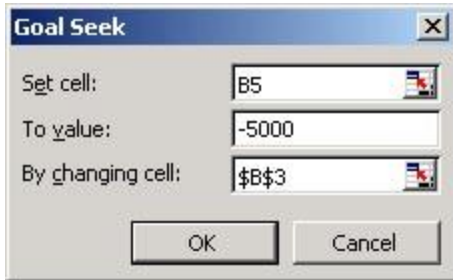 Goal Seek
Set cell: B5
To value: -5000
By changing cell: $B$3
OK Cancel